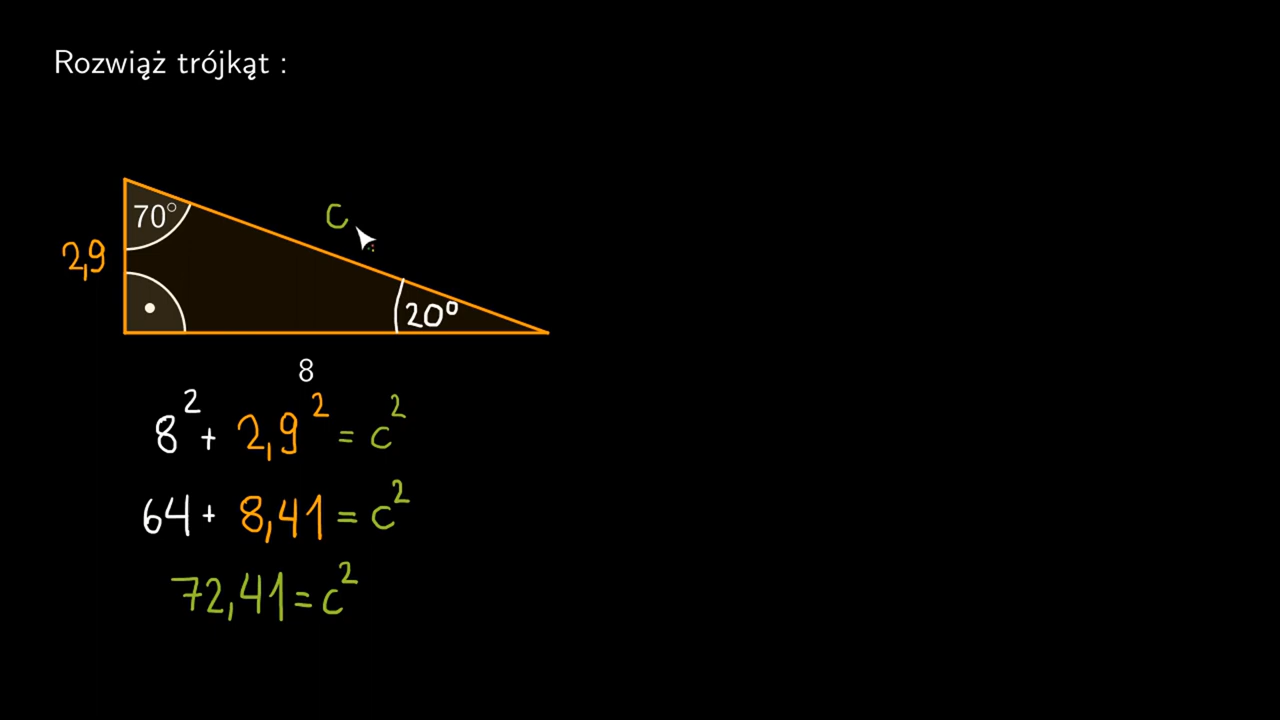 Rozwiąż trójkąt :
70°
c
2,9
20°
8
8² + 2,9² = c²
64 + 8,41 = c²
72,41 = c²